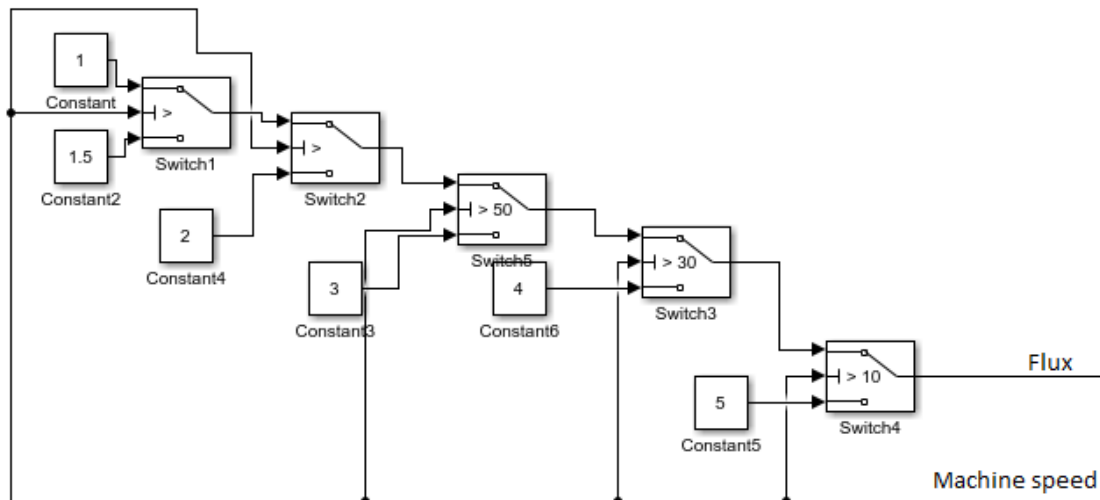 1
Constant
>
Switch1
1.5
Constant2
>
Switch2
2
Constant4
> 50
Switch5
3
Constant3
4
Constant6
> 30
Switch3
Flux
> 10
Switch4
5
Constant5
Machine speed